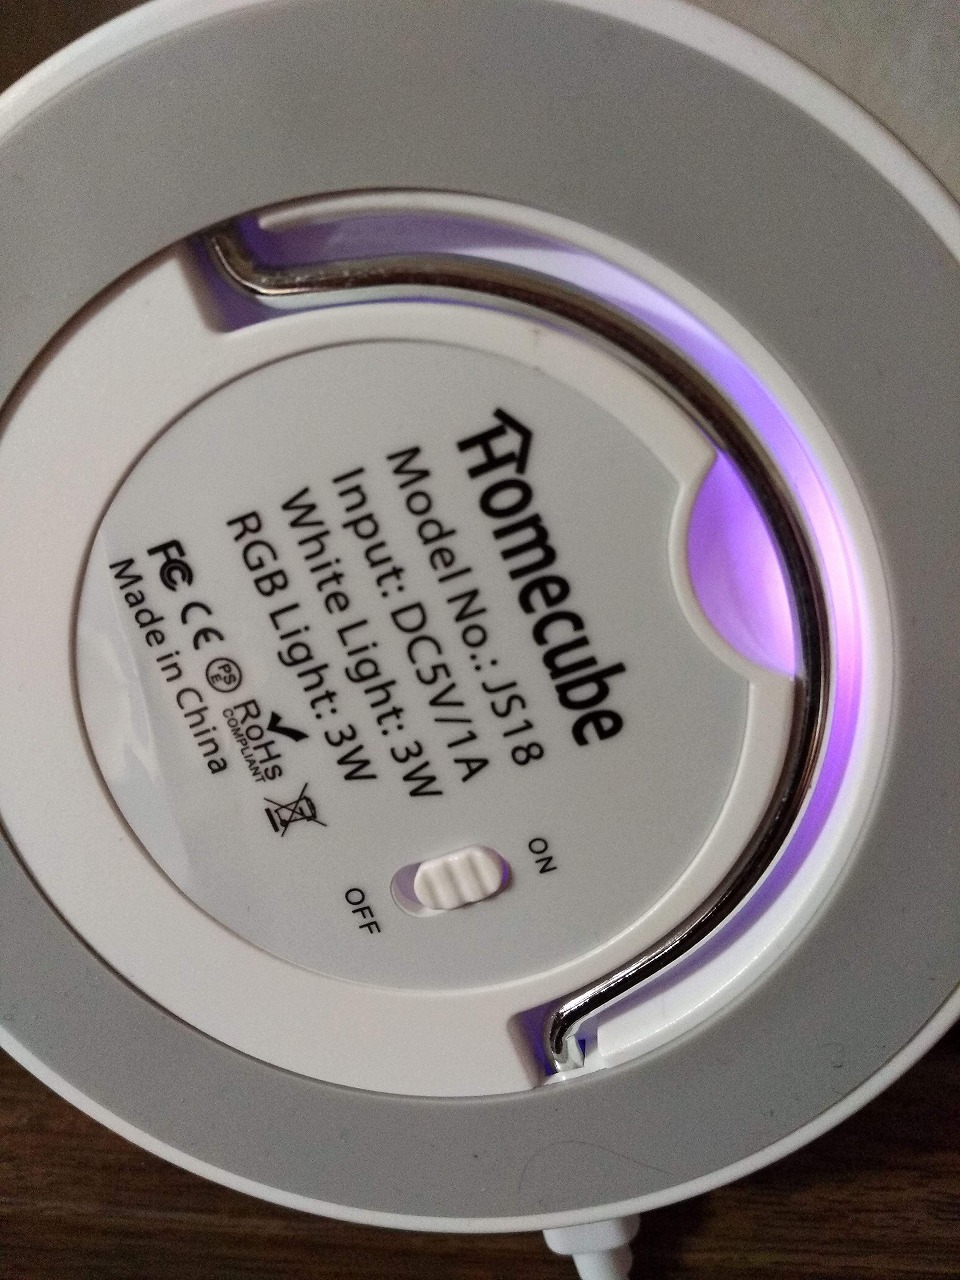 Homecube
Model No.: JS18
Input: DC5V/1A
White Light: 3W
RGB Light: 3W
FC CE PSE RoHS
COMPLIANT
Made in China
ON
OFF